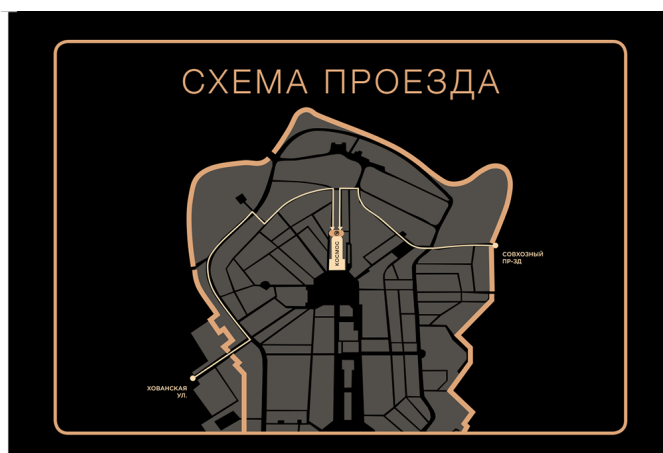 СХЕМА ПРОЕЗДА
КОСМОС
СОВХОЗНЫЙ
ПР-ЗД
ХОВАНСКАЯ
УЛ.